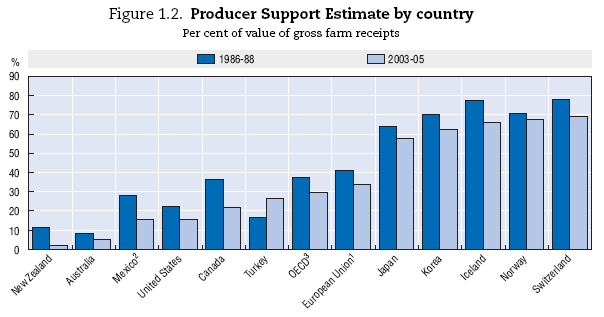 Figure 1.2. Producer Support Estimate by country
Per cent of value of gross farm receipts
1986-88 2003-05
%
90
80
70
60
50
40
30
20
10
0
New Zealand
Australia
Mexico²
United States
Canada
Turkey
OECD³
European Union¹
Japan
Korea
Iceland
Norway
Switzerland